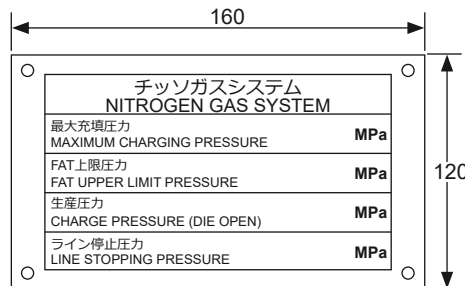 160
チッソガスシステム
NITROGEN GAS SYSTEM
最大充填圧力
MAXIMUM CHARGING PRESSURE MPa
FAT上限圧力
FAT UPPER LIMIT PRESSURE MPa
生産圧力
CHARGE PRESSURE (DIE OPEN) MPa
ライン停止圧力
LINE STOPPING PRESSURE MPa
120